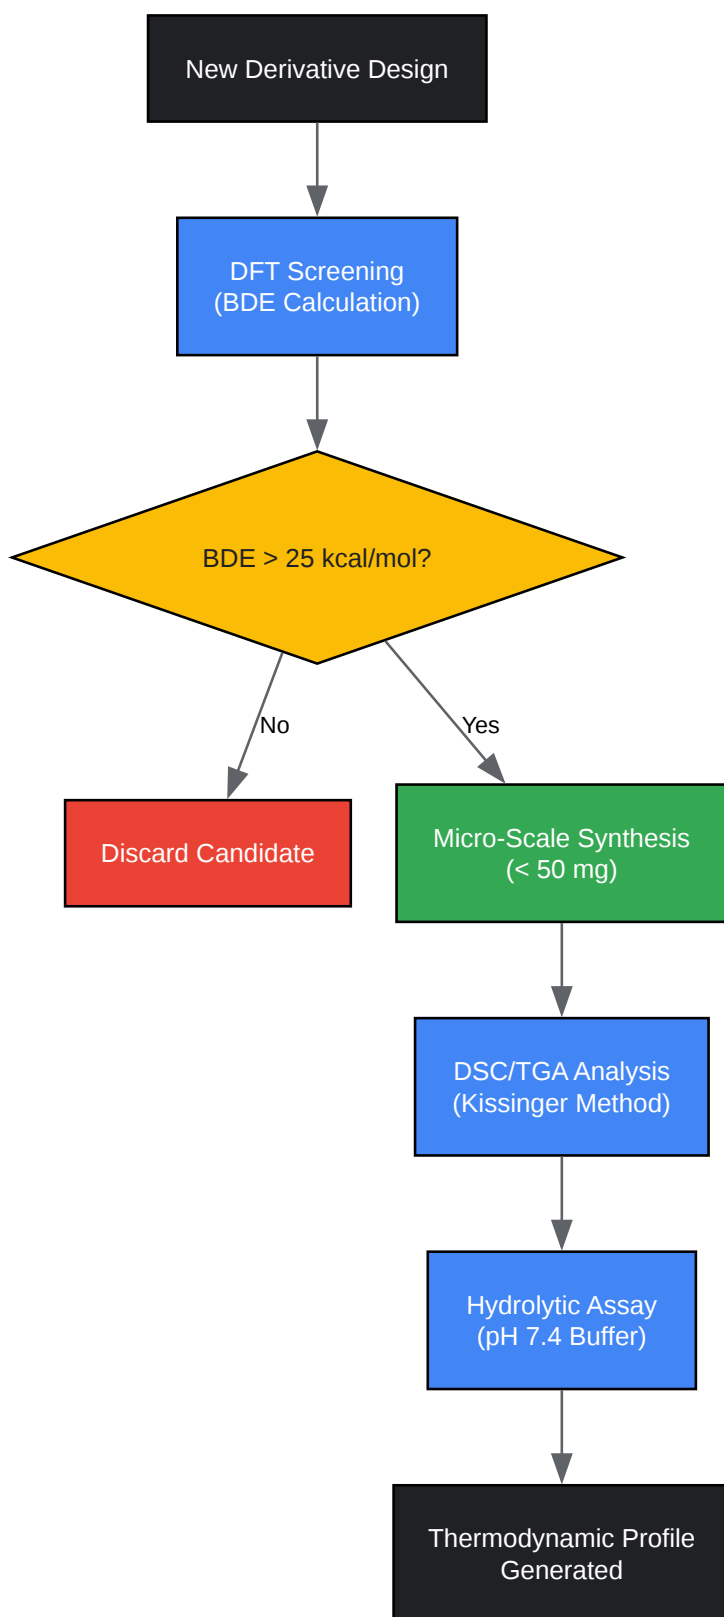 New Derivative Design
DFT Screening
(BDE Calculation)
BDE > 25 kcal/mol?
No
Yes
Discard Candidate
Micro-Scale Synthesis
(< 50 mg)
DSC/TGA Analysis
(Kissinger Method)
Hydrolytic Assay
(pH 7.4 Buffer)
Thermodynamic Profile
Generated